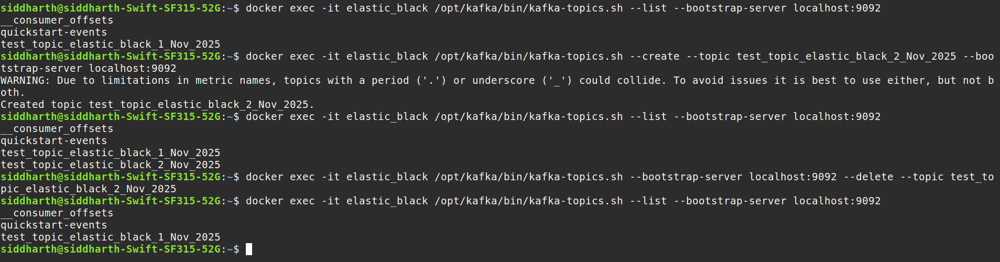 siddharth@siddharth-Swift-SF315-52G:~$ docker exec -it elastic_black /opt/kafka/bin/kafka-topics.sh --list --bootstrap-server localhost:9092
__consumer_offsets
quickstart-events
test_topic_elastic_black_1_Nov_2025
siddharth@siddharth-Swift-SF315-52G:~$ docker exec -it elastic_black /opt/kafka/bin/kafka-topics.sh --create --topic test_topic_elastic_black_2_Nov_2025 --boo
tstrap-server localhost:9092
WARNING: Due to limitations in metric names, topics with a period ('.') or underscore ('_') could collide. To avoid issues it is best to use either, but not b
oth.
Created topic test_topic_elastic_black_2_Nov_2025.
siddharth@siddharth-Swift-SF315-52G:~$ docker exec -it elastic_black /opt/kafka/bin/kafka-topics.sh --list --bootstrap-server localhost:9092
__consumer_offsets
quickstart-events
test_topic_elastic_black_1_Nov_2025
test_topic_elastic_black_2_Nov_2025
siddharth@siddharth-Swift-SF315-52G:~$ docker exec -it elastic_black /opt/kafka/bin/kafka-topics.sh --bootstrap-server localhost:9092 --delete --topic test_to
pic_elastic_black_2_Nov_2025
siddharth@siddharth-Swift-SF315-52G:~$ docker exec -it elastic_black /opt/kafka/bin/kafka-topics.sh --list --bootstrap-server localhost:9092
__consumer_offsets
quickstart-events
test_topic_elastic_black_1_Nov_2025
siddharth@siddharth-Swift-SF315-52G:~$